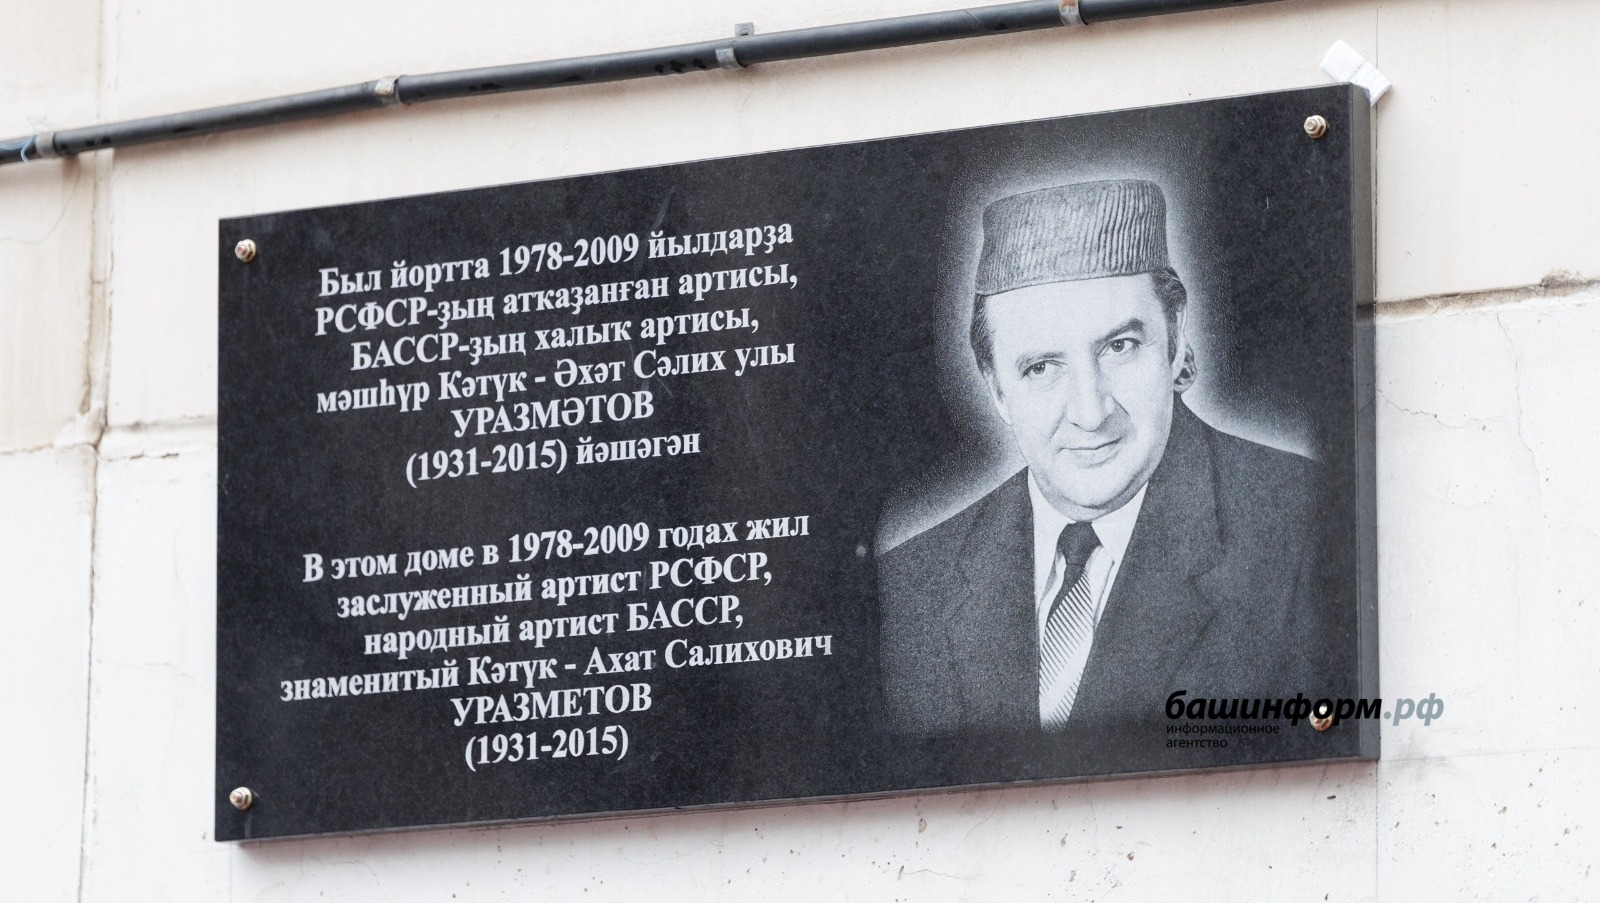 Был йортта 1978-2009 йылдарҙа
РСФСР-ҙың атҡаҙанған артисы,
БАССР-ҙың халыҡ артисы,
мәшһүр Кәтүк - Әхәт Сәлих улы
УРАЗМӘТОВ
(1931-2015) йәшәгән
В этом доме в 1978-2009 годах жил
заслуженный артист РСФСР,
народный артист БАССР,
знаменитый Кәтүк - Ахат Салихович
УРАЗМЕТОВ
(1931-2015)
башинформ.рф
информационное
агентство